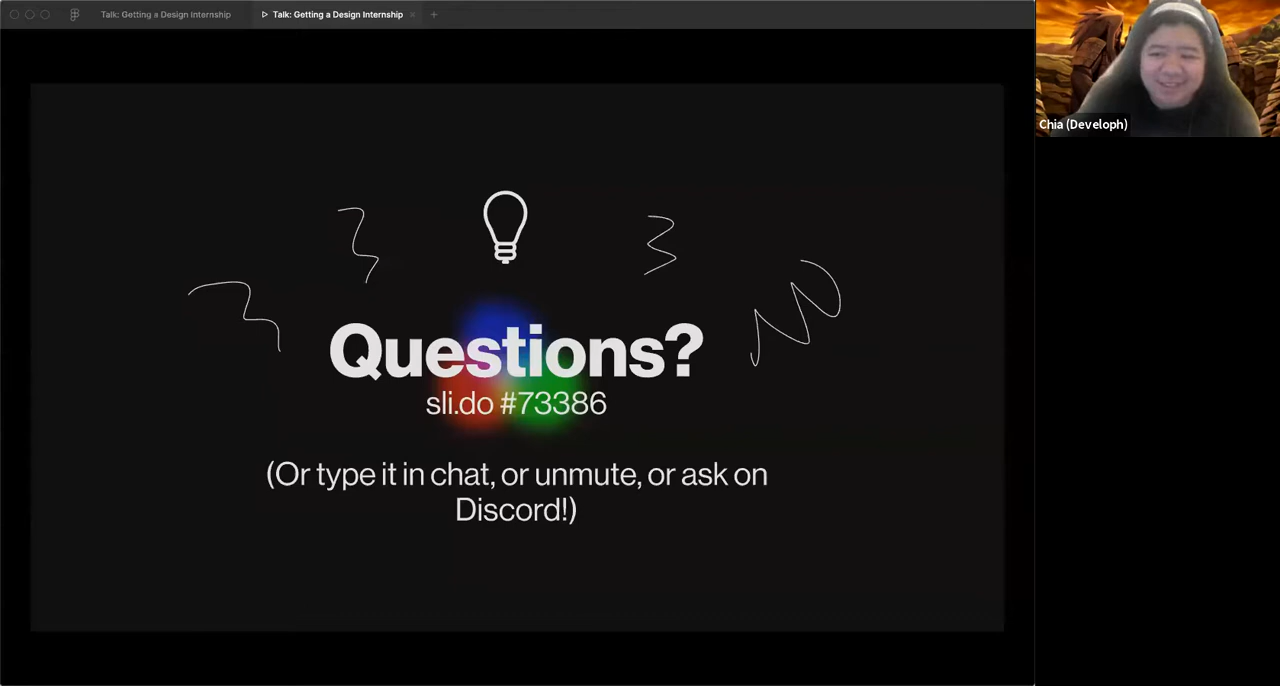 Talk: Getting a Design Internship
Talk: Getting a Design Internship
Chia (Developh)
Questions?
sli.do #73386
(Or type it in chat, or unmute, or ask on
Discord!)